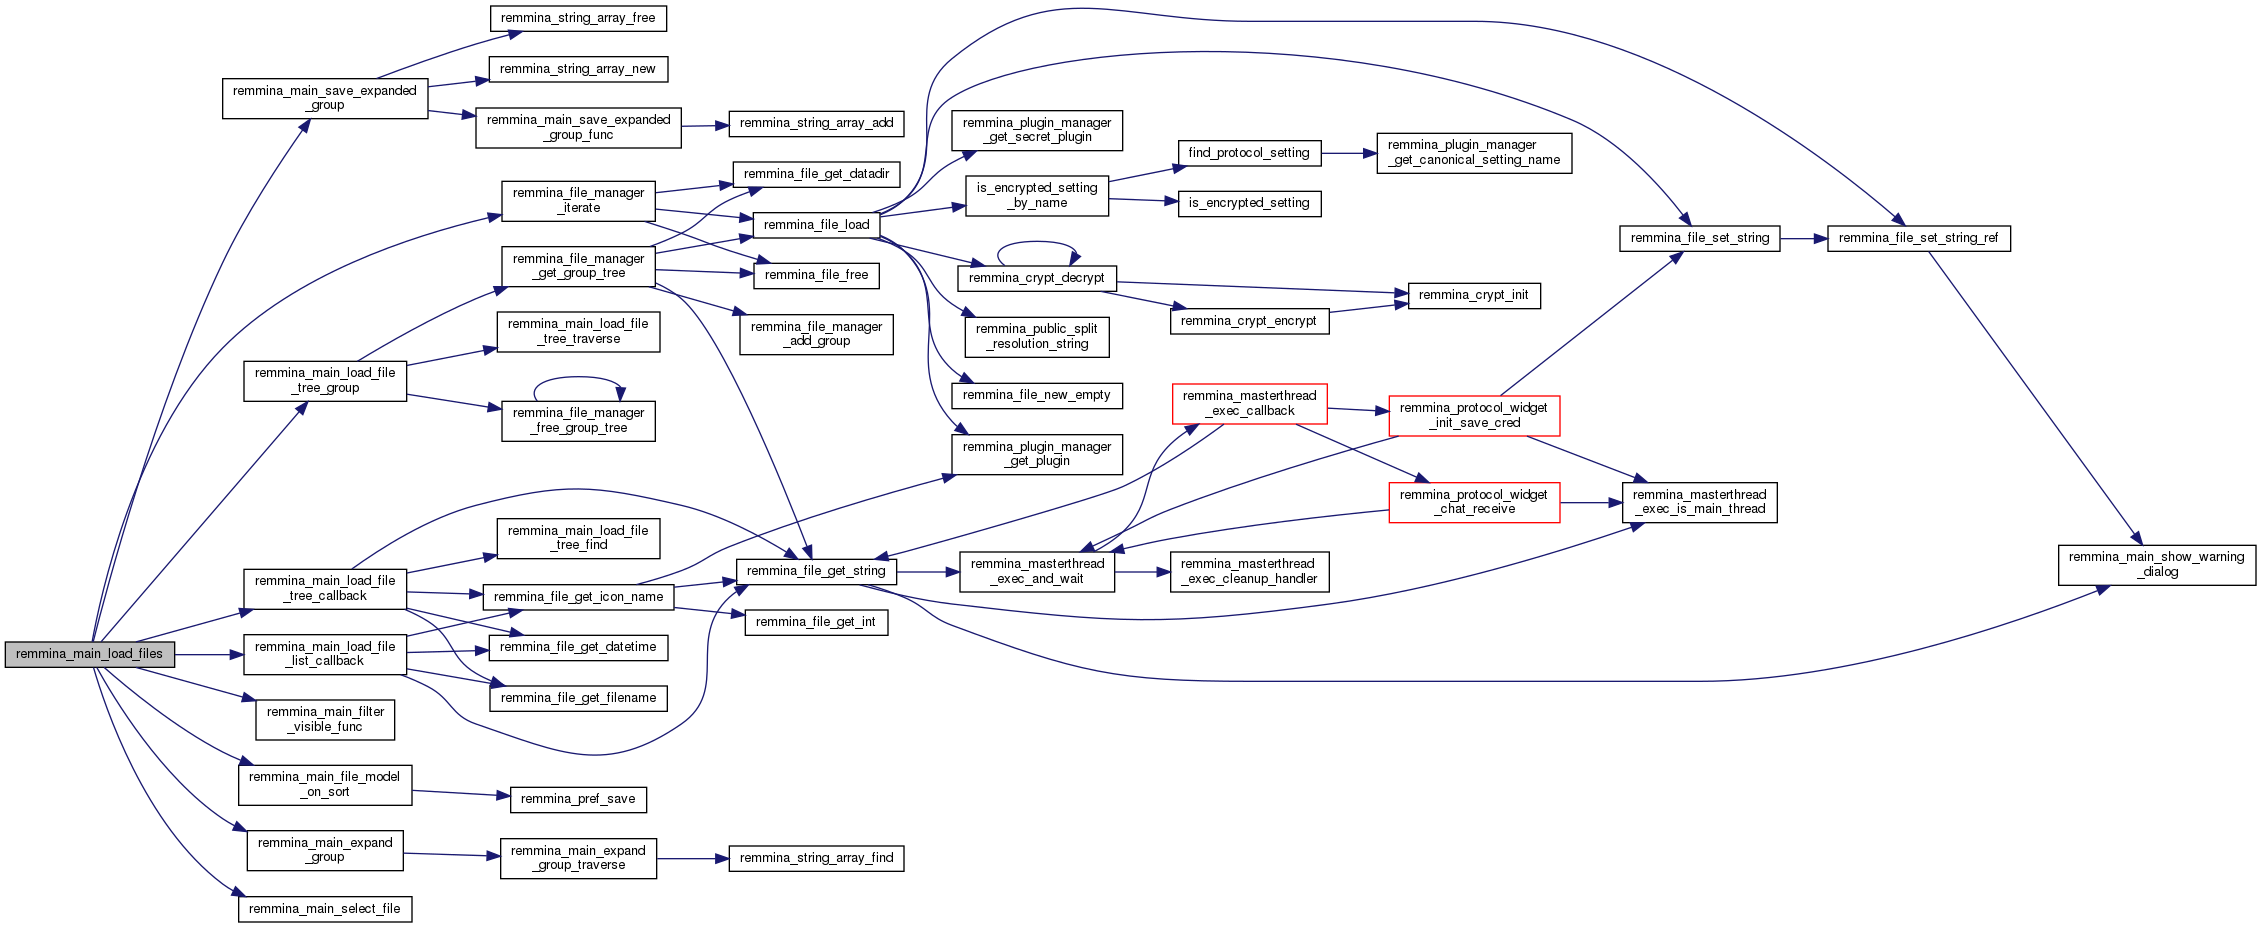 remmina_main_load_files
remmina_main_save_expanded
_group
remmina_string_array_free
remmina_string_array_new
remmina_main_save_expanded
_group_func
remmina_string_array_add
remmina_file_manager
_iterate
remmina_file_get_datadir
remmina_file_load
remmina_file_free
remmina_file_manager
_get_group_tree
remmina_file_manager
_add_group
remmina_main_load_file
_tree_group
remmina_main_load_file
_tree_traverse
remmina_file_manager
_free_group_tree
remmina_main_load_file
_tree_callback
remmina_main_load_file
_tree_find
remmina_file_get_icon_name
remmina_file_get_string
remmina_file_get_int
remmina_file_get_datetime
remmina_file_get_filename
remmina_main_load_file
_list_callback
remmina_main_filter
_visible_func
remmina_main_file_model
_on_sort
remmina_pref_save
remmina_main_expand
_group
remmina_main_expand
_group_traverse
remmina_string_array_find
remmina_main_select_file
remmina_plugin_manager
_get_secret_plugin
is_encrypted_setting
_by_name
find_protocol_setting
remmina_plugin_manager
_get_canonical_setting_name
is_encrypted_setting
remmina_crypt_decrypt
remmina_crypt_encrypt
remmina_crypt_init
remmina_public_split
_resolution_string
remmina_file_new_empty
remmina_plugin_manager
_get_plugin
remmina_masterthread
_exec_and_wait
remmina_masterthread
_exec_callback
remmina_masterthread
_exec_cleanup_handler
remmina_protocol_widget
_init_save_cred
remmina_protocol_widget
_chat_receive
remmina_masterthread
_exec_is_main_thread
remmina_file_set_string
remmina_file_set_string_ref
remmina_main_show_warning
_dialog